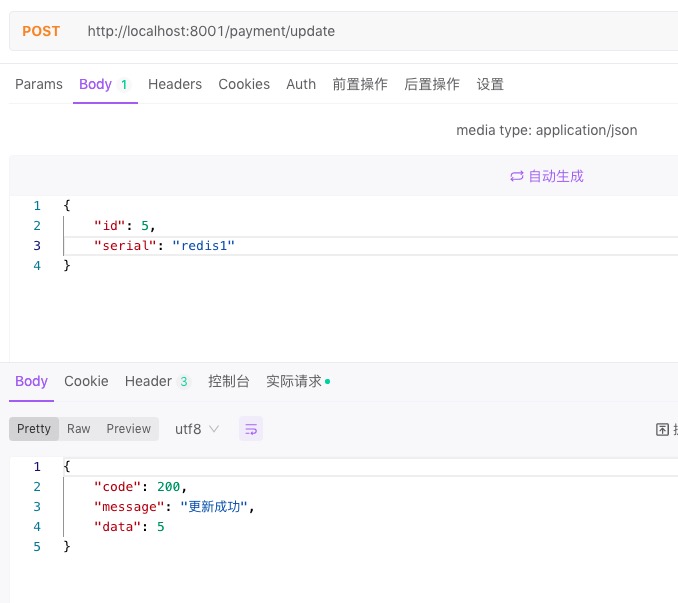 POST http://localhost:8001/payment/update
Params Body 1 Headers Cookies Auth 前置操作 后置操作 设置
media type: application/json
自动生成
1 {
2 "id": 5,
3 "serial": "redis1"
4 }
Body Cookie Header 3 控制台 实际请求
Pretty Raw Preview utf8
1 {
2 "code": 200,
3 "message": "更新成功",
4 "data": 5
5 }